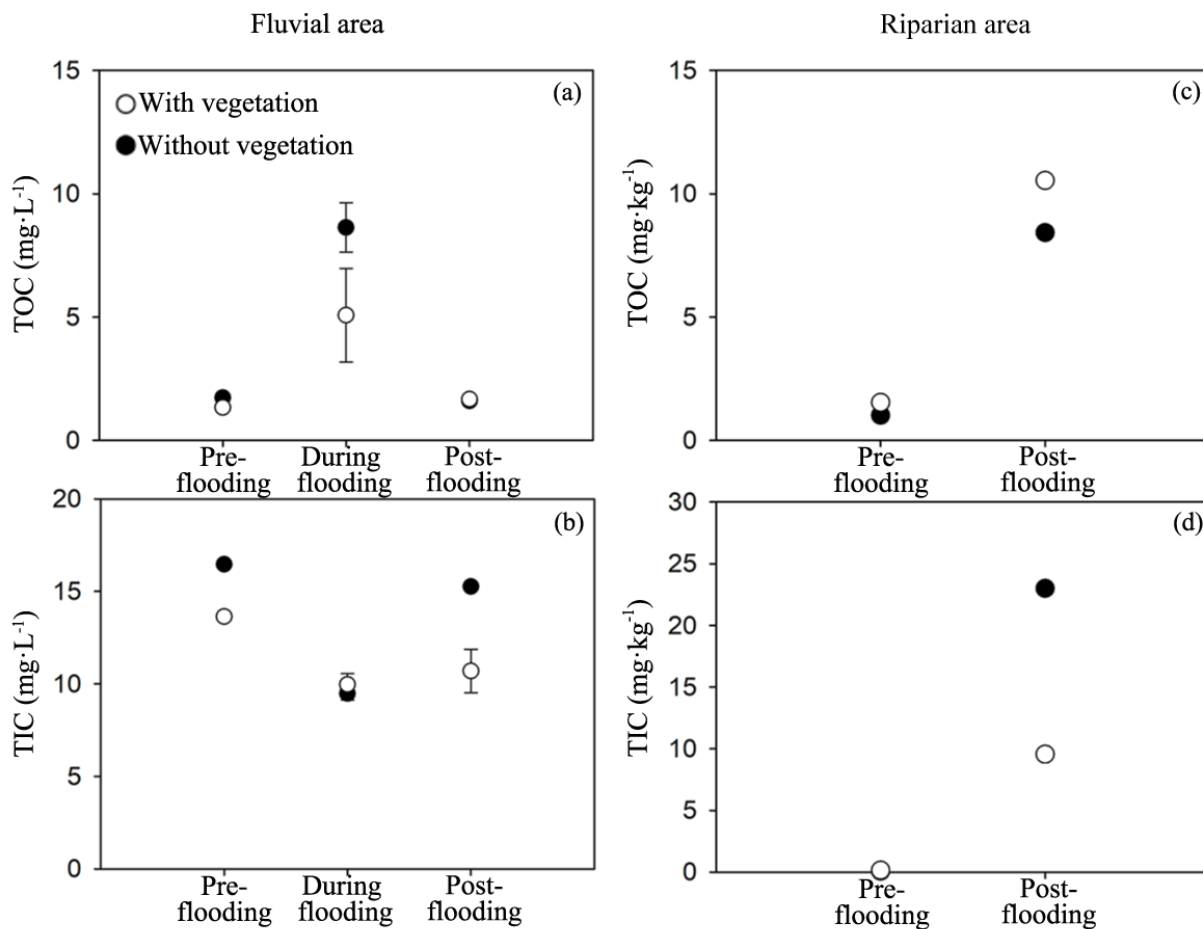 Fluvial area
Riparian area
15
10
5
0
TOC (mg·L⁻¹)
(a)
With vegetation
Without vegetation
Pre-
flooding
During
flooding
Post-
flooding
15
10
5
0
TOC (mg·kg⁻¹)
(c)
Pre-
flooding
Post-
flooding
20
15
10
5
0
TIC (mg·L⁻¹)
(b)
Pre-
flooding
During
flooding
Post-
flooding
30
25
20
15
10
5
0
TIC (mg·kg⁻¹)
(d)
Pre-
flooding
Post-
flooding